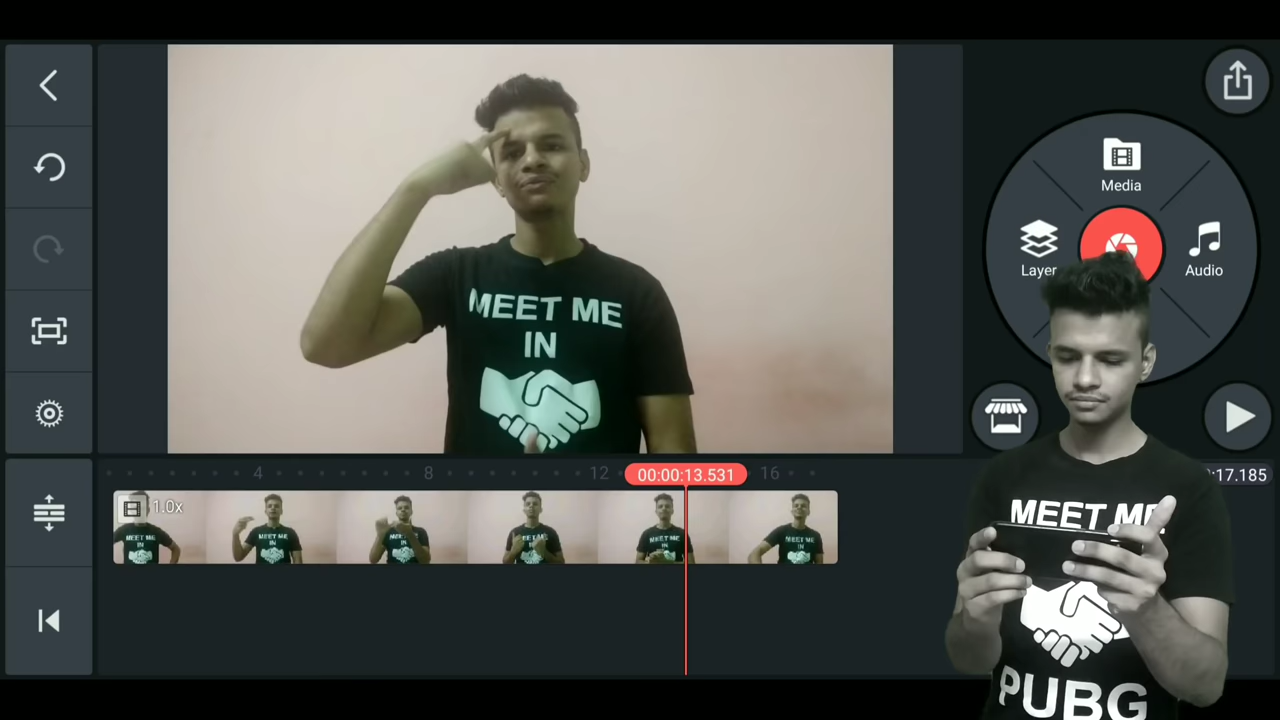 Media
Layer
Audio
MEET ME
IN
4
8
12
00:00:13.531
16
:17.185
1.0x
MEET ME
PUBG